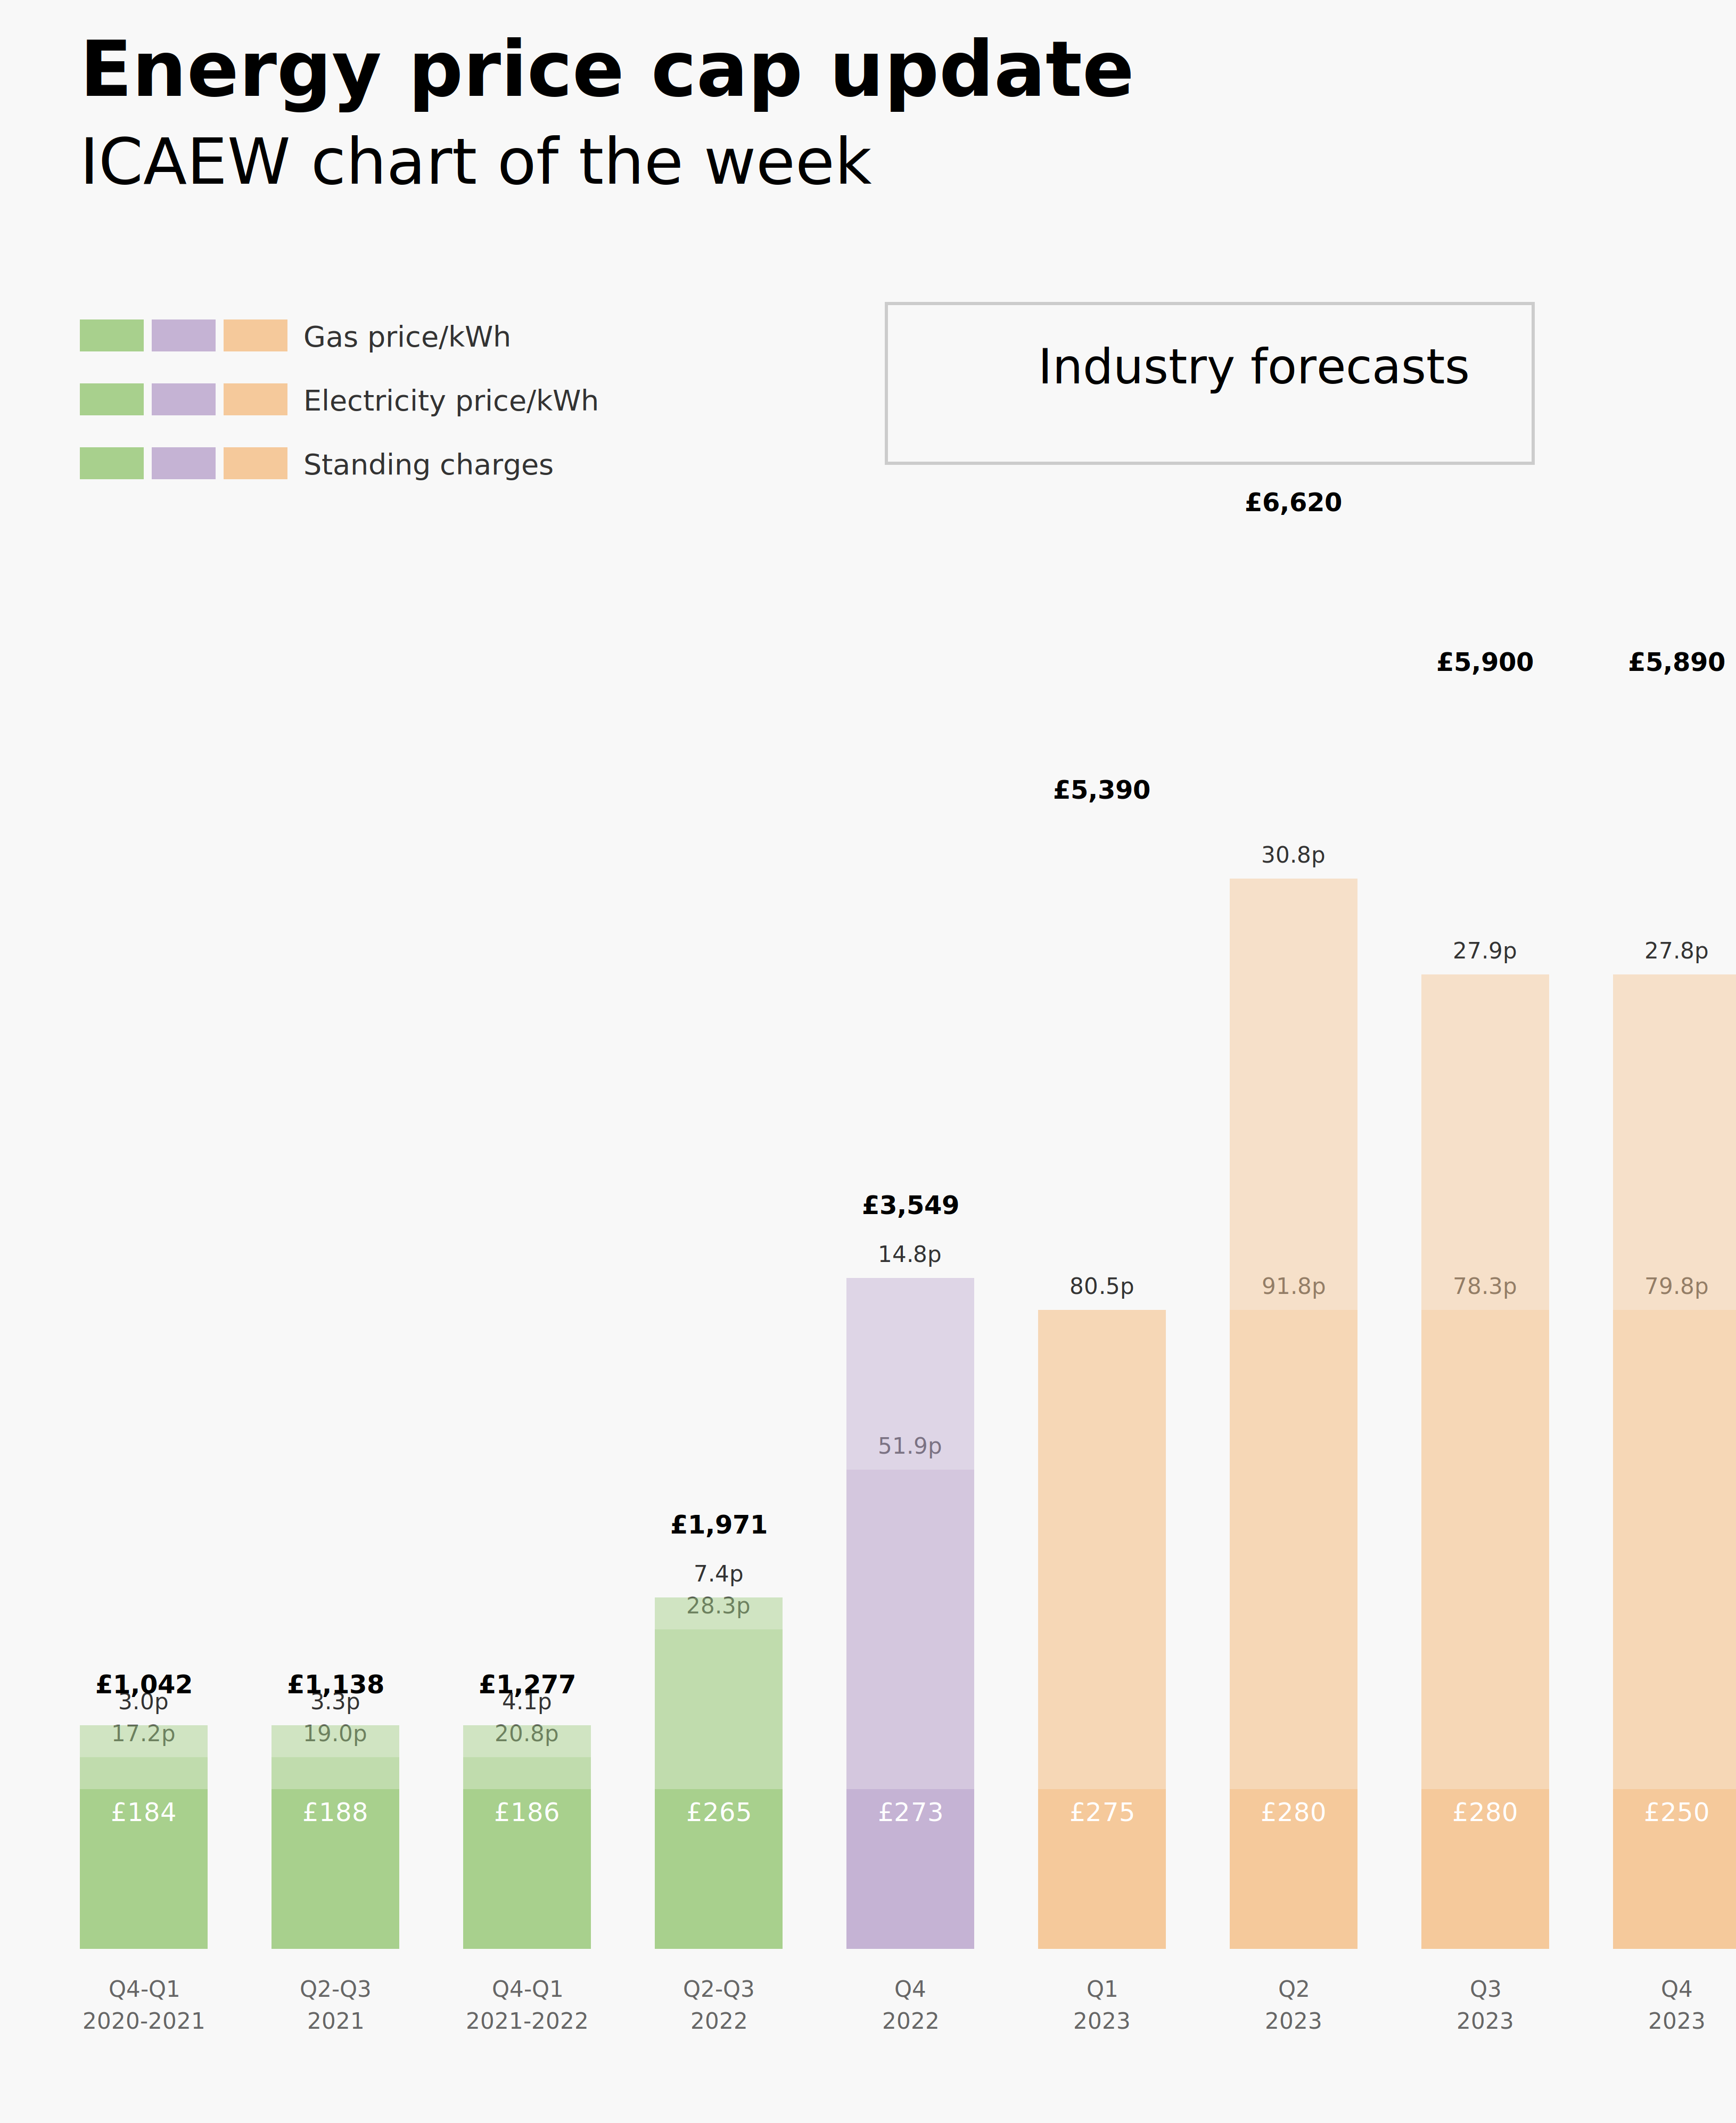 Energy price cap update
ICAEW chart of the week
Gas price/kWh
Electricity price/kWh
Standing charges
Industry forecasts
£6,620
£5,900
£5,890
£5,390
30.8p
27.9p
27.8p
£3,549
14.8p
80.5p
91.8p
78.3p
79.8p
51.9p
£1,971
7.4p
28.3p
£1,042
£1,138
£1,277
3.0p
3.3p
4.1p
17.2p
19.0p
20.8p
£184
£188
£186
£265
£273
£275
£280
£280
£250
Q4-Q1
2020-2021
Q2-Q3
2021
Q4-Q1
2021-2022
Q2-Q3
2022
Q4
2022
Q1
2023
Q2
2023
Q3
2023
Q4
2023